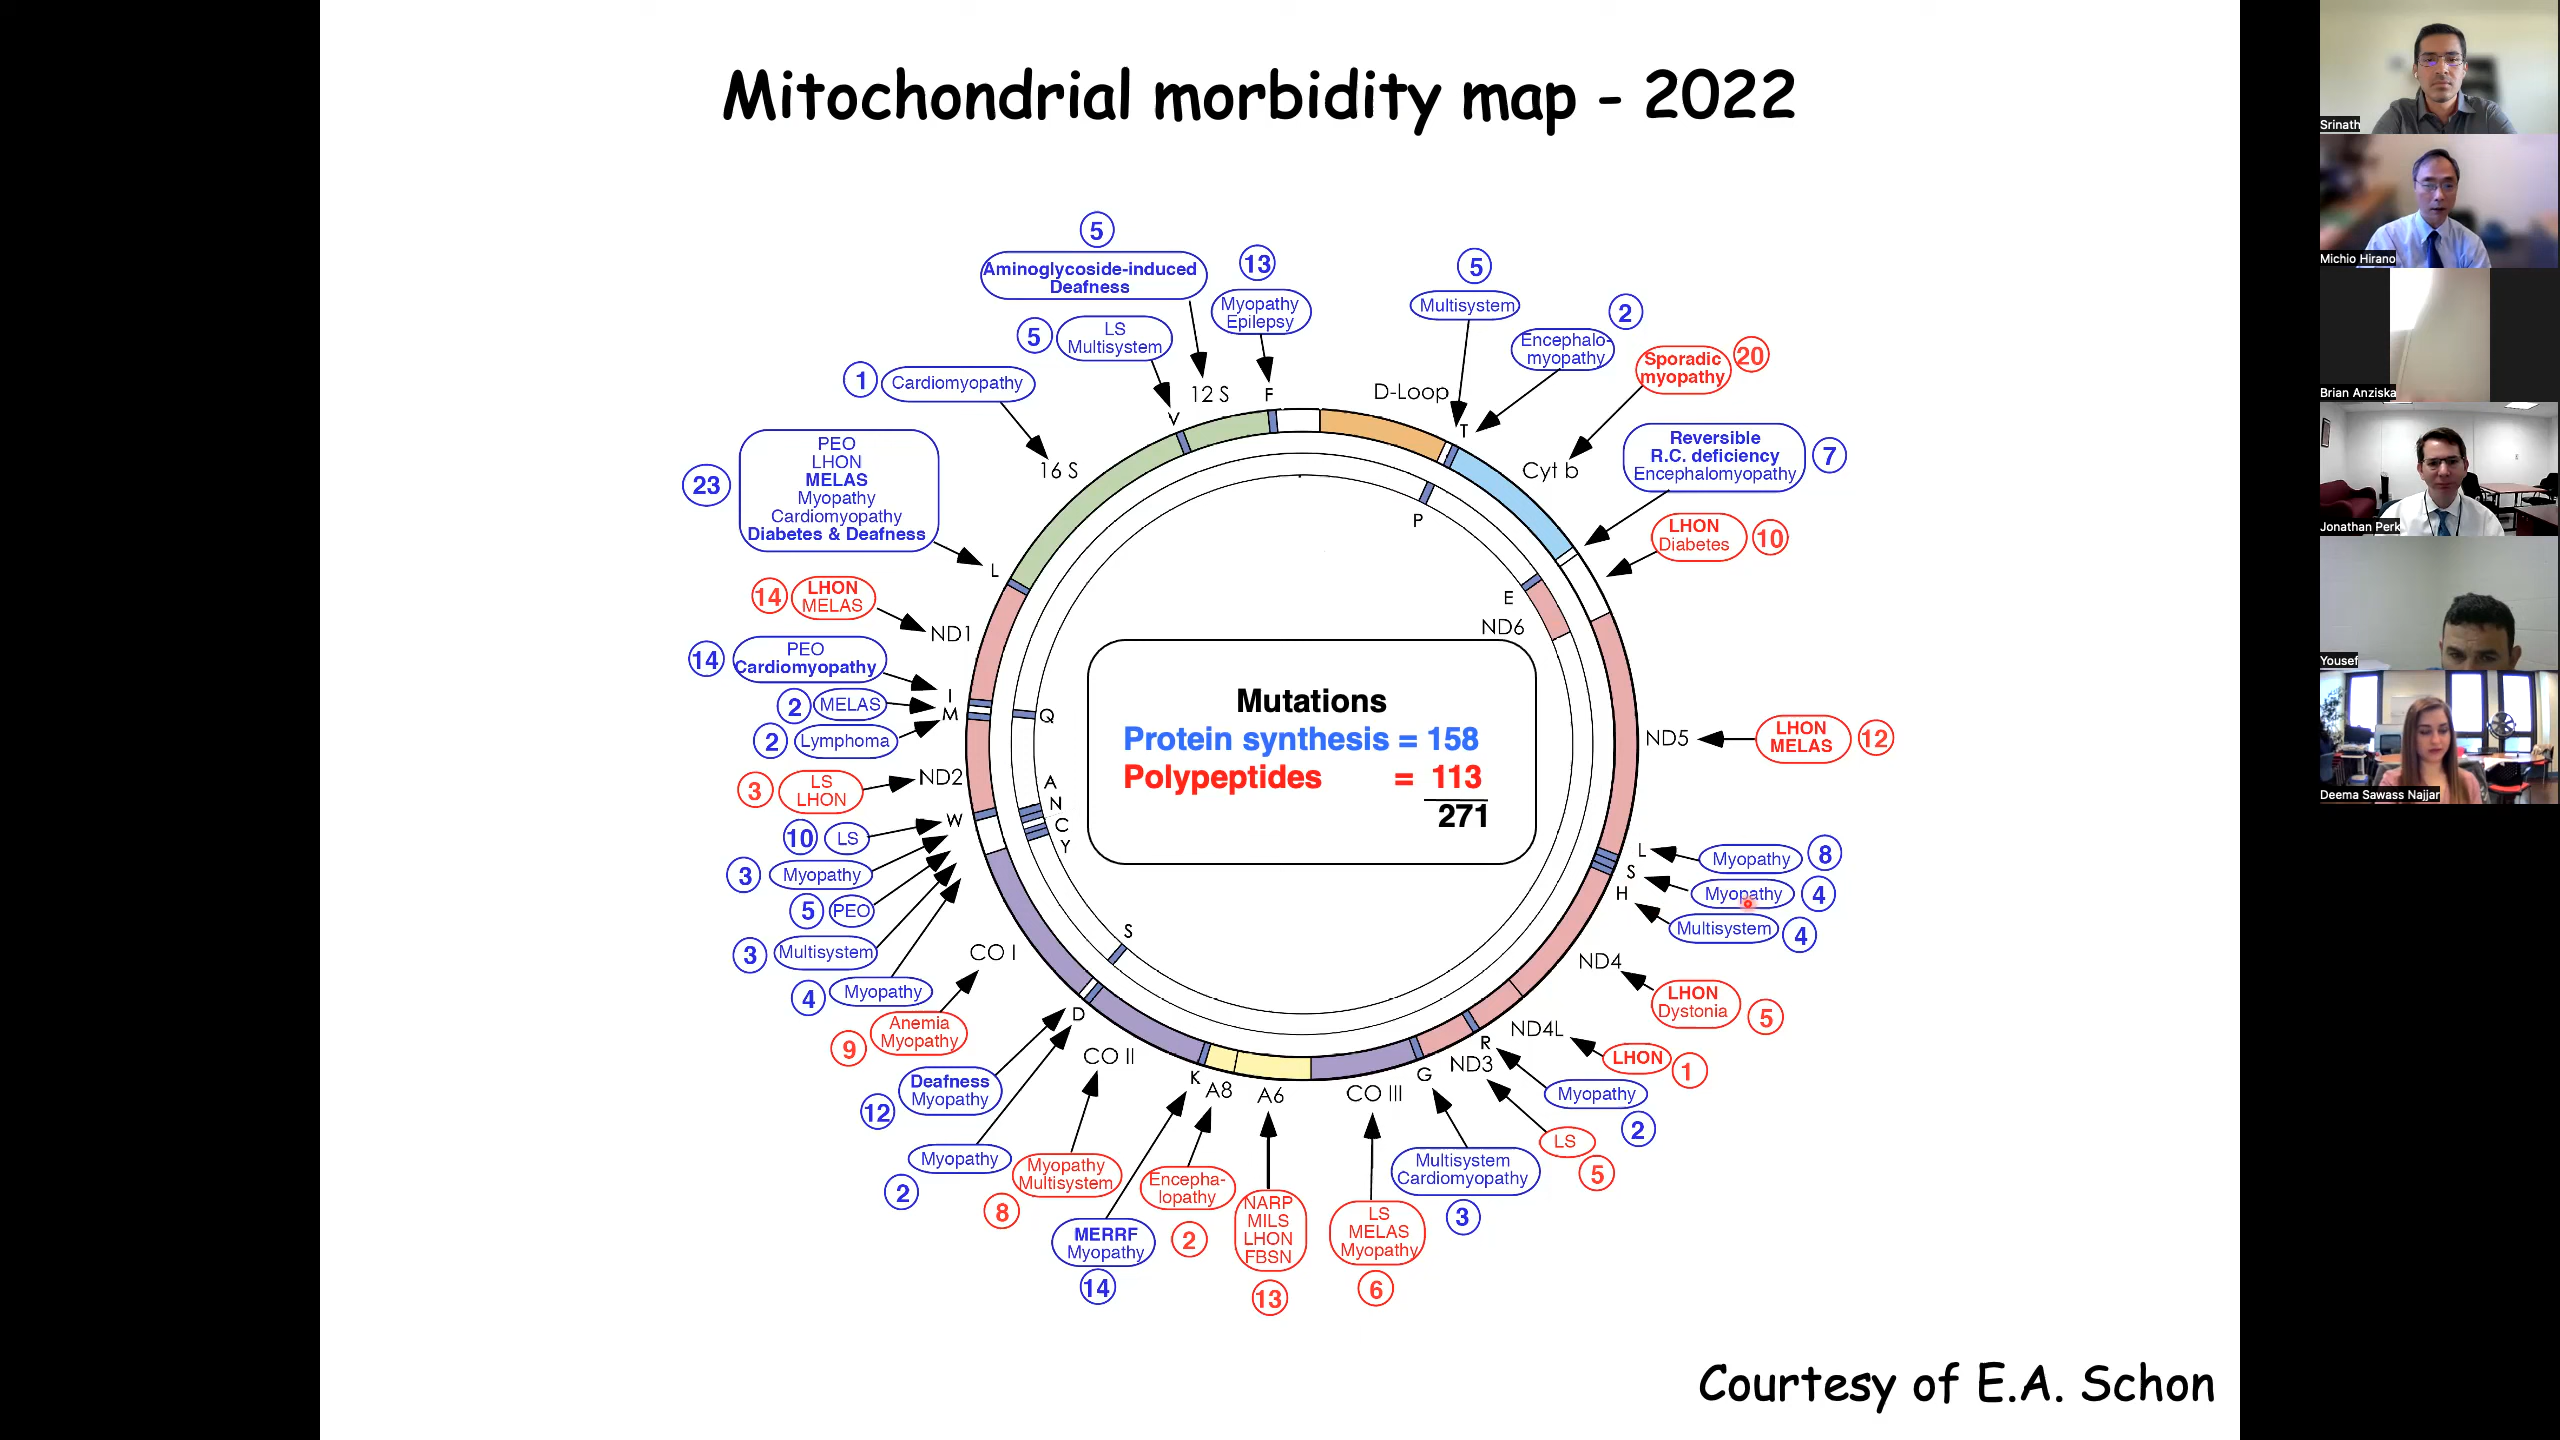 Mitochondrial morbidity map - 2022
5
Aminoglycoside-induced
Deafness
13
Myopathy
Epilepsy
5
LS
Multisystem
1
Cardiomyopathy
5
Multisystem
2
Encephalo-
myopathy
Sporadic
myopathy
20
Reversible
R.C. deficiency
Encephalomyopathy
7
LHON
Diabetes
10
D-Loop
T
Cyt b
F
12 S
V
16 S
23
PEO
LHON
MELAS
Myopathy
Cardiomyopathy
Diabetes & Deafness
L
14
LHON
MELAS
ND1
14
PEO
Cardiomyopathy
I
2
MELAS
M
2
Lymphoma
3
LS
LHON
ND2
10
LS
W
3
Myopathy
5
PEO
3
Multisystem
4
Myopathy
CO I
9
Anemia
Myopathy
P
E
ND6
Q
A
N
C
Y
S
Mutations
Protein synthesis = 158
Polypeptides = 113
271
ND5
LHON
MELAS
12
L
Myopathy
8
S
Myopathy
4
H
Multisystem
4
ND4
LHON
Dystonia
5
ND4L
LHON
1
R
Myopathy
2
ND3
LS
5
G
Multisystem
Cardiomyopathy
3
CO III
LS
MELAS
Myopathy
6
A6
NARP
MILS
LHON
FBSN
13
A8
Encepha-
lopathy
2
K
MERRF
Myopathy
14
CO II
Myopathy
Multisystem
8
D
Deafness
Myopathy
12
Myopathy
2
Courtesy of E.A. Schon
Srinath
Michio Hirano
Brian Anziska
Jonathan Perk
Yousef
Deema Sawass Najjar